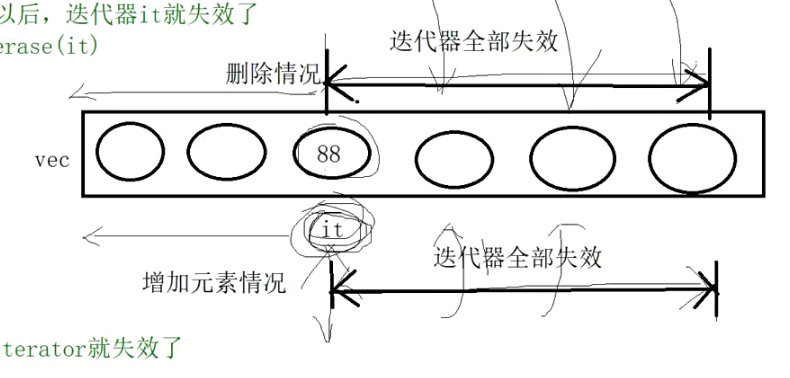 以后，迭代器it就失效了
erase(it)
迭代器全部失效
删除情况
vec
88
it
迭代器全部失效
增加元素情况
terator就失效了